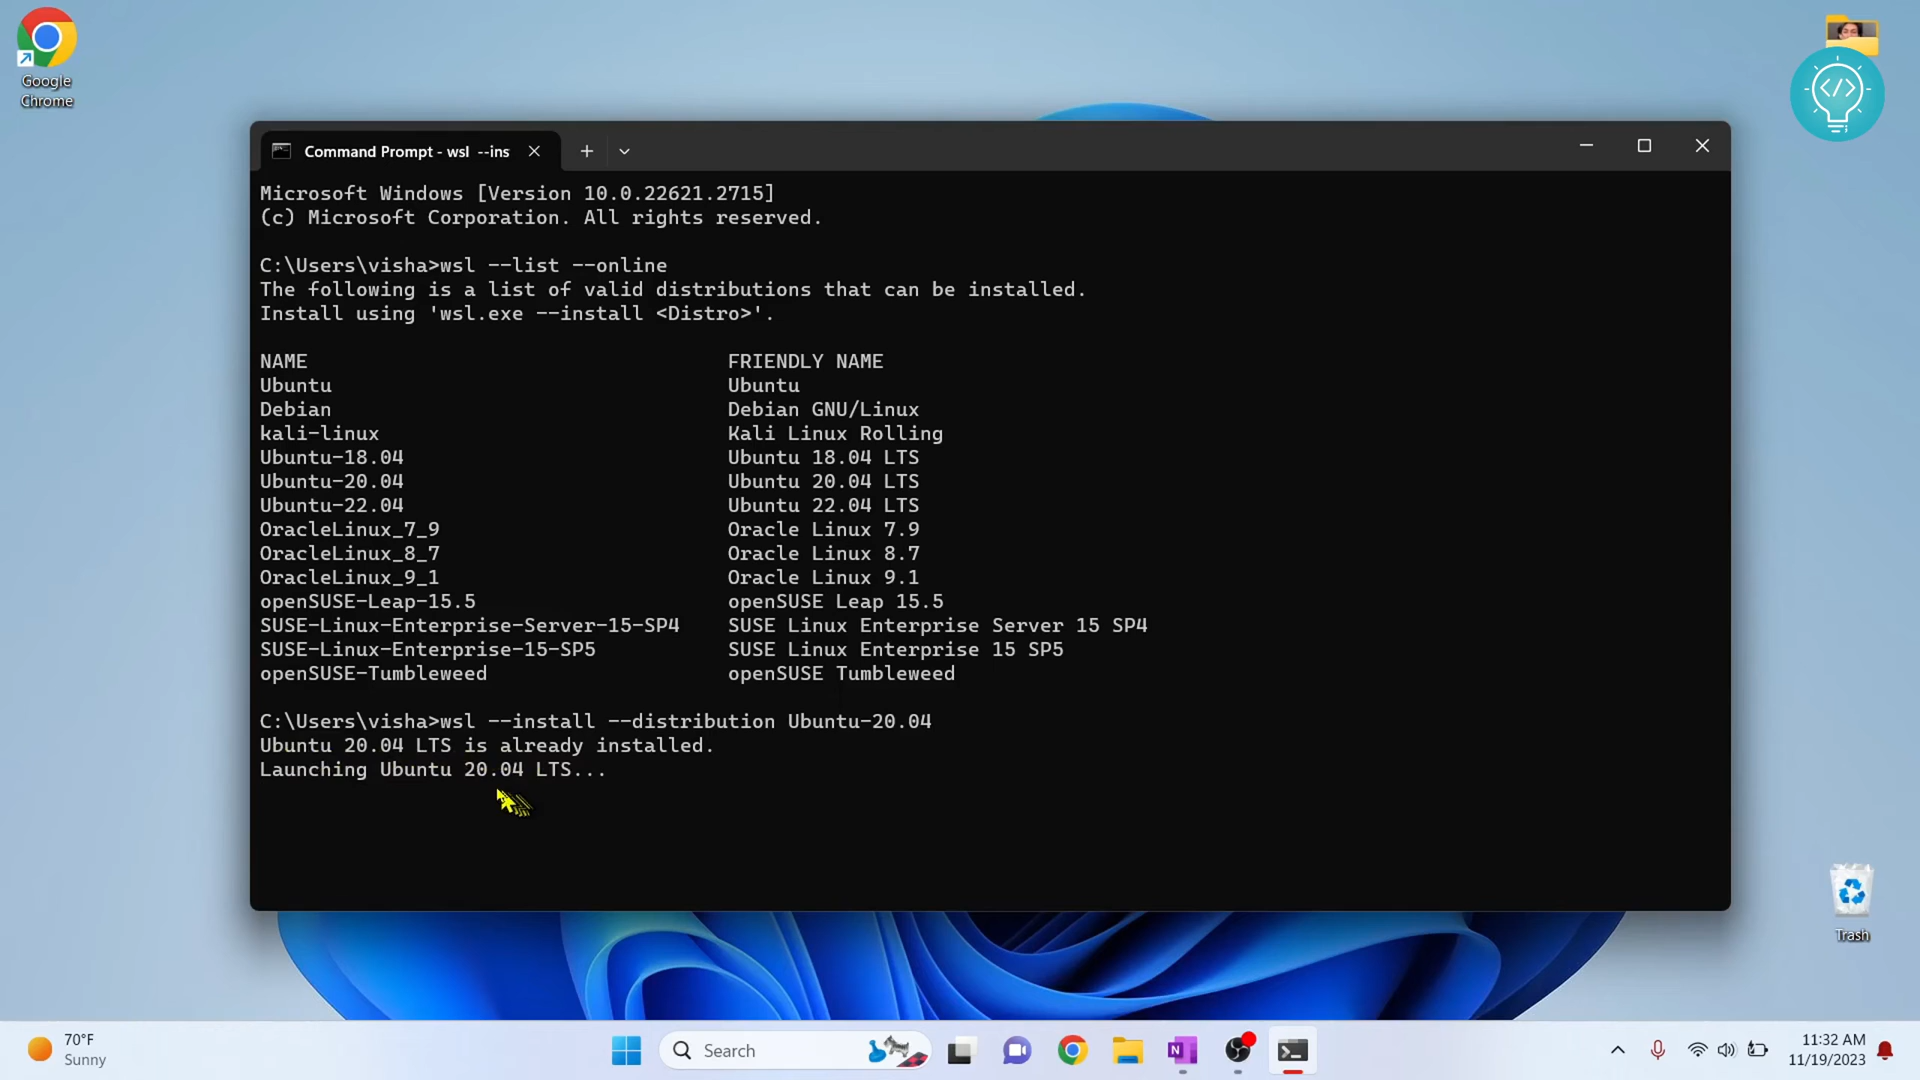 Google
Chrome
Command Prompt - wsl  --ins
Microsoft Windows [Version 10.0.22621.2715]
(c) Microsoft Corporation. All rights reserved.
C:\Users\visha>wsl --list --online
The following is a list of valid distributions that can be installed.
Install using 'wsl.exe --install <Distro>'.
NAME FRIENDLY NAME
Ubuntu Ubuntu
Debian Debian GNU/Linux
kali-linux Kali Linux Rolling
Ubuntu-18.04 Ubuntu 18.04 LTS
Ubuntu-20.04 Ubuntu 20.04 LTS
Ubuntu-22.04 Ubuntu 22.04 LTS
OracleLinux_7_9 Oracle Linux 7.9
OracleLinux_8_7 Oracle Linux 8.7
OracleLinux_9_1 Oracle Linux 9.1
openSUSE-Leap-15.5 openSUSE Leap 15.5
SUSE-Linux-Enterprise-Server-15-SP4 SUSE Linux Enterprise Server 15 SP4
SUSE-Linux-Enterprise-15-SP5 SUSE Linux Enterprise 15 SP5
openSUSE-Tumbleweed openSUSE Tumbleweed
C:\Users\visha>wsl --install --distribution Ubuntu-20.04
Ubuntu 20.04 LTS is already installed.
Launching Ubuntu 20.04 LTS...
Trash
70°F
Sunny
Search
11:32 AM
11/19/2023